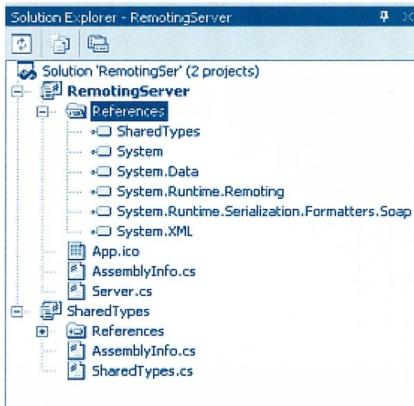 Solution Explorer - RemotingServer
Solution 'RemotingSer' (2 projects)
RemotingServer
References
SharedTypes
System
System.Data
System.Runtime.Remoting
System.Runtime.Serialization.Formatters.Soap
System.XML
App.ico
AssemblyInfo.cs
Server.cs
SharedTypes
References
AssemblyInfo.cs
SharedTypes.cs